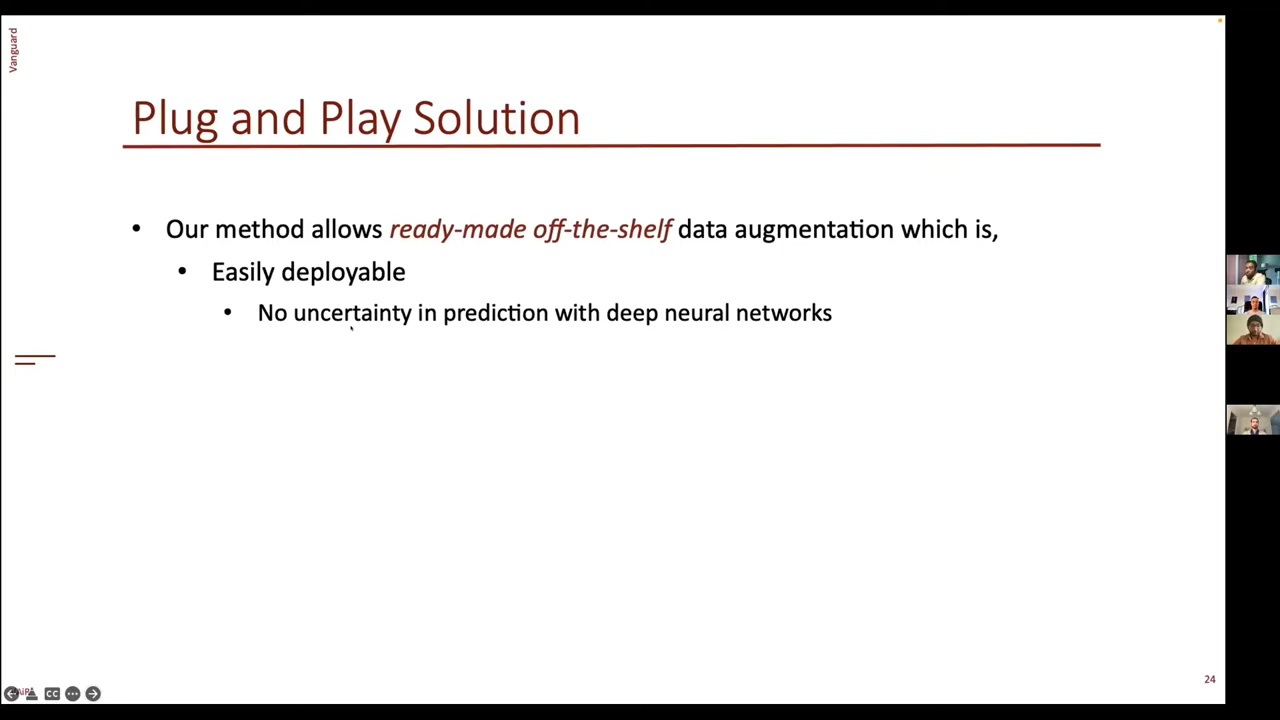 Vanguard
Plug and Play Solution
• Our method allows ready-made off-the-shelf data augmentation which is,
• Easily deployable
• No uncertainty in prediction with deep neural networks
CC
24